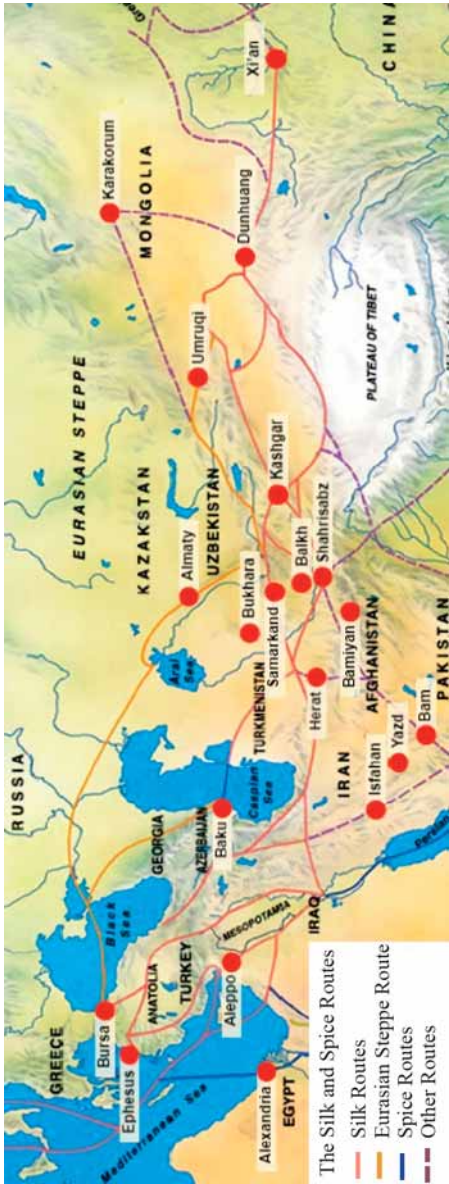 GREECE
RUSSIA
EURASIAN STEPPE
Karakorum
MONGOLIA
Xi'an
CHINA
Black
Sea
GEORGIA
KAZAKSTAN
Aral
Sea
Almaty
Umruqi
UZBEKISTAN
Dunhuang
Bursa
Ephesus
ANATOLIA
TURKEY
AZERBAIJAN
Baku
Caspian
Sea
TURKMENISTAN
Bukhara
Samarkand
Kashgar
Balkh
Shahrisabz
PLATEAU OF TIBET
Mediterranean Sea
Aleppo
MESOPOTAMIA
IRAQ
Herat
Bamiyan
AFGHANISTAN
Alexandria
EGYPT
IRAN
Isfahan
Yazd
Bam
PAKISTAN
Persian
The Silk and Spice Routes
Silk Routes
Eurasian Steppe Route
Spice Routes
Other Routes